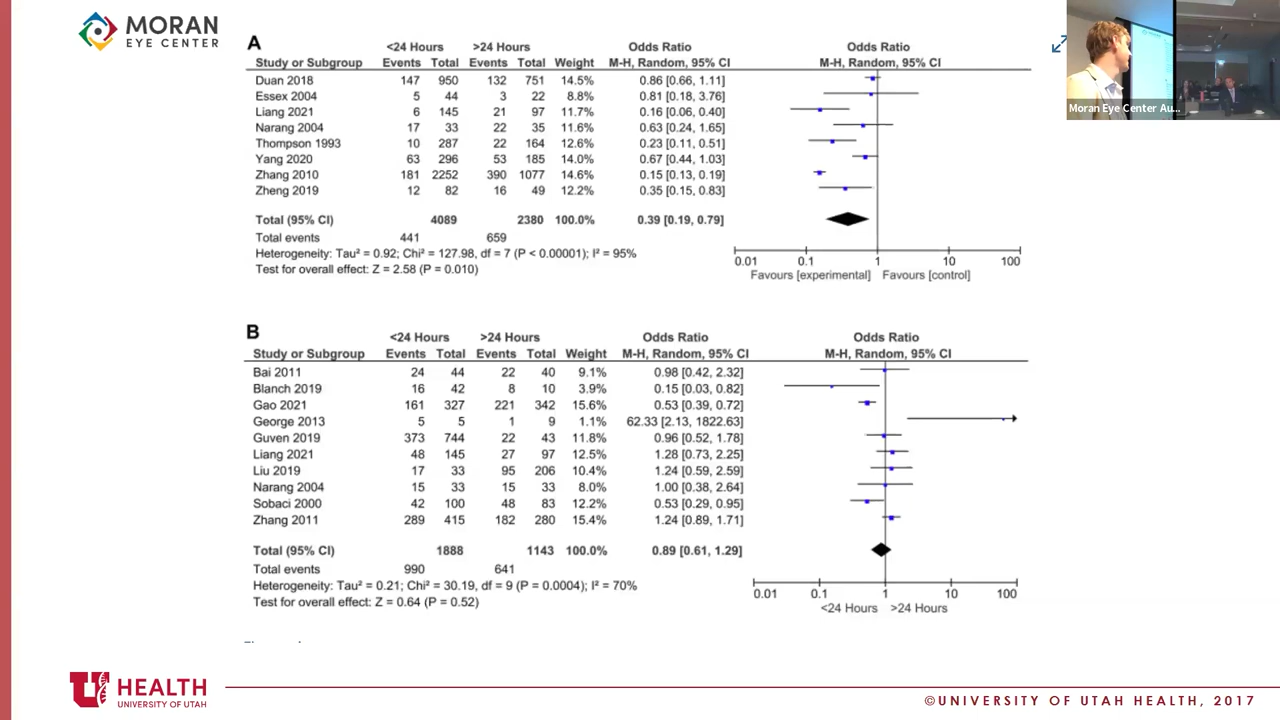 MORAN
EYE CENTER
A
<24 Hours >24 Hours Odds Ratio Odds Ratio
Study or Subgroup Events Total Events Total Weight M-H, Random, 95% CI M-H, Random, 95% CI
Duan 2018 147 950 132 751 14.5% 0.86 [0.66, 1.11]
Essex 2004 5 44 3 22 8.8% 0.81 [0.18, 3.76]
Liang 2021 6 145 21 97 11.7% 0.16 [0.06, 0.40]
Narang 2004 17 33 22 35 11.6% 0.63 [0.24, 1.65]
Thompson 1993 10 287 22 164 12.6% 0.23 [0.11, 0.51]
Yang 2020 63 296 53 185 14.0% 0.67 [0.44, 1.03]
Zhang 2010 181 2252 390 1077 14.6% 0.15 [0.13, 0.19]
Zheng 2019 12 82 16 49 12.2% 0.35 [0.15, 0.83]
Total (95% CI) 4089 2380 100.0% 0.39 [0.19, 0.79]
Total events 441 659
Heterogeneity: Tau² = 0.92; Chi² = 127.98, df = 7 (P < 0.00001); I² = 95%
Test for overall effect: Z = 2.58 (P = 0.010)
0.01 0.1 1 10 100
Favours [experimental] Favours [control]
B
<24 Hours >24 Hours Odds Ratio Odds Ratio
Study or Subgroup Events Total Events Total Weight M-H, Random, 95% CI M-H, Random, 95% CI
Bai 2011 24 44 22 40 9.1% 0.98 [0.42, 2.32]
Blanch 2019 16 42 8 10 3.9% 0.15 [0.03, 0.82]
Gao 2021 161 327 221 342 15.6% 0.53 [0.39, 0.72]
George 2013 5 5 1 9 1.1% 62.33 [2.13, 1822.63]
Guven 2019 373 744 22 43 11.8% 0.96 [0.52, 1.78]
Liang 2021 48 145 27 97 12.5% 1.28 [0.73, 2.25]
Liu 2019 17 33 95 206 10.4% 1.24 [0.59, 2.59]
Narang 2004 15 33 15 33 8.0% 1.00 [0.38, 2.64]
Sobaci 2000 42 100 48 83 12.2% 0.53 [0.29, 0.95]
Zhang 2011 289 415 182 280 15.4% 1.24 [0.89, 1.71]
Total (95% CI) 1888 1143 100.0% 0.89 [0.61, 1.29]
Total events 990 641
Heterogeneity: Tau² = 0.21; Chi² = 30.19, df = 9 (P = 0.0004); I² = 70%
Test for overall effect: Z = 0.64 (P = 0.52)
0.01 0.1 1 10 100
<24 Hours >24 Hours
Moran Eye Center Au...
U HEALTH
UNIVERSITY OF UTAH
©UNIVERSITY OF UTAH HEALTH, 2017